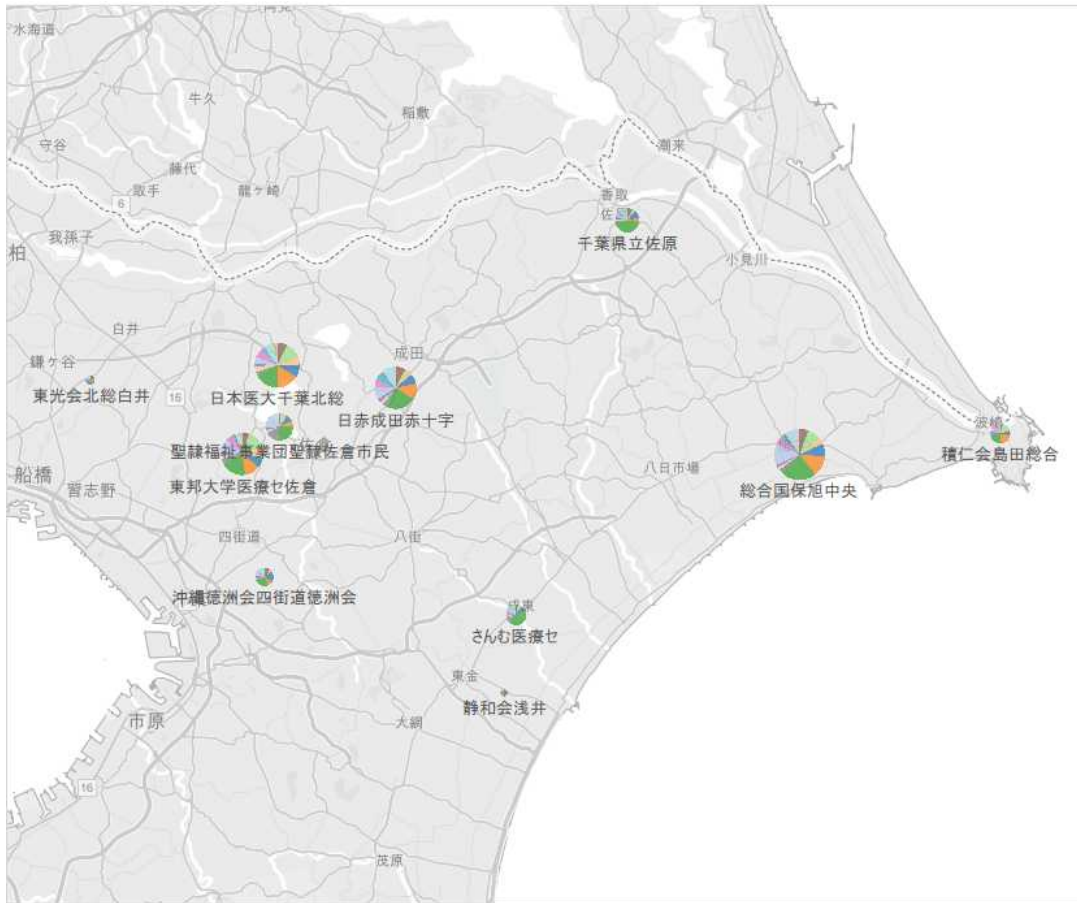 水海道
牛久
稲敷
守谷
藤代
潮来
取手
龍ヶ崎
香取
6
佐
千葉県立佐原
我孫子
柏
小見川
白井
成田
鎌ヶ谷
東光会北総白井
16
日本医大千葉北総
日赤成田赤十字
波崎
聖隷福祉事業団聖隷佐倉市民
積仁会島田総合
船橋
習志野
東邦大学医療セ佐倉
八日市場
総合国保旭中央
四街道
八街
沖縄徳洲会四街道徳洲会
成東
さんむ医療セ
東金
静和会浅井
市原
大網
16
茂原